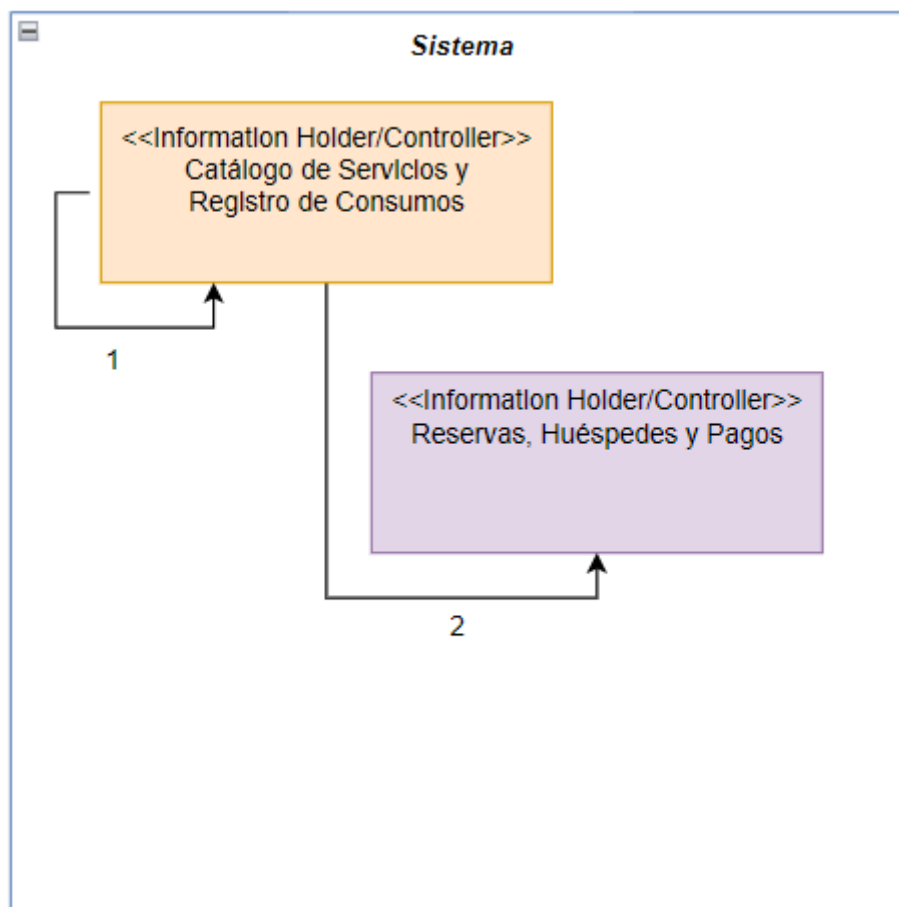 Sistema
<<Information Holder/Controller>>
Catálogo de Servicios y
Registro de Consumos
1
<<Information Holder/Controller>>
Reservas, Huéspedes y Pagos
2